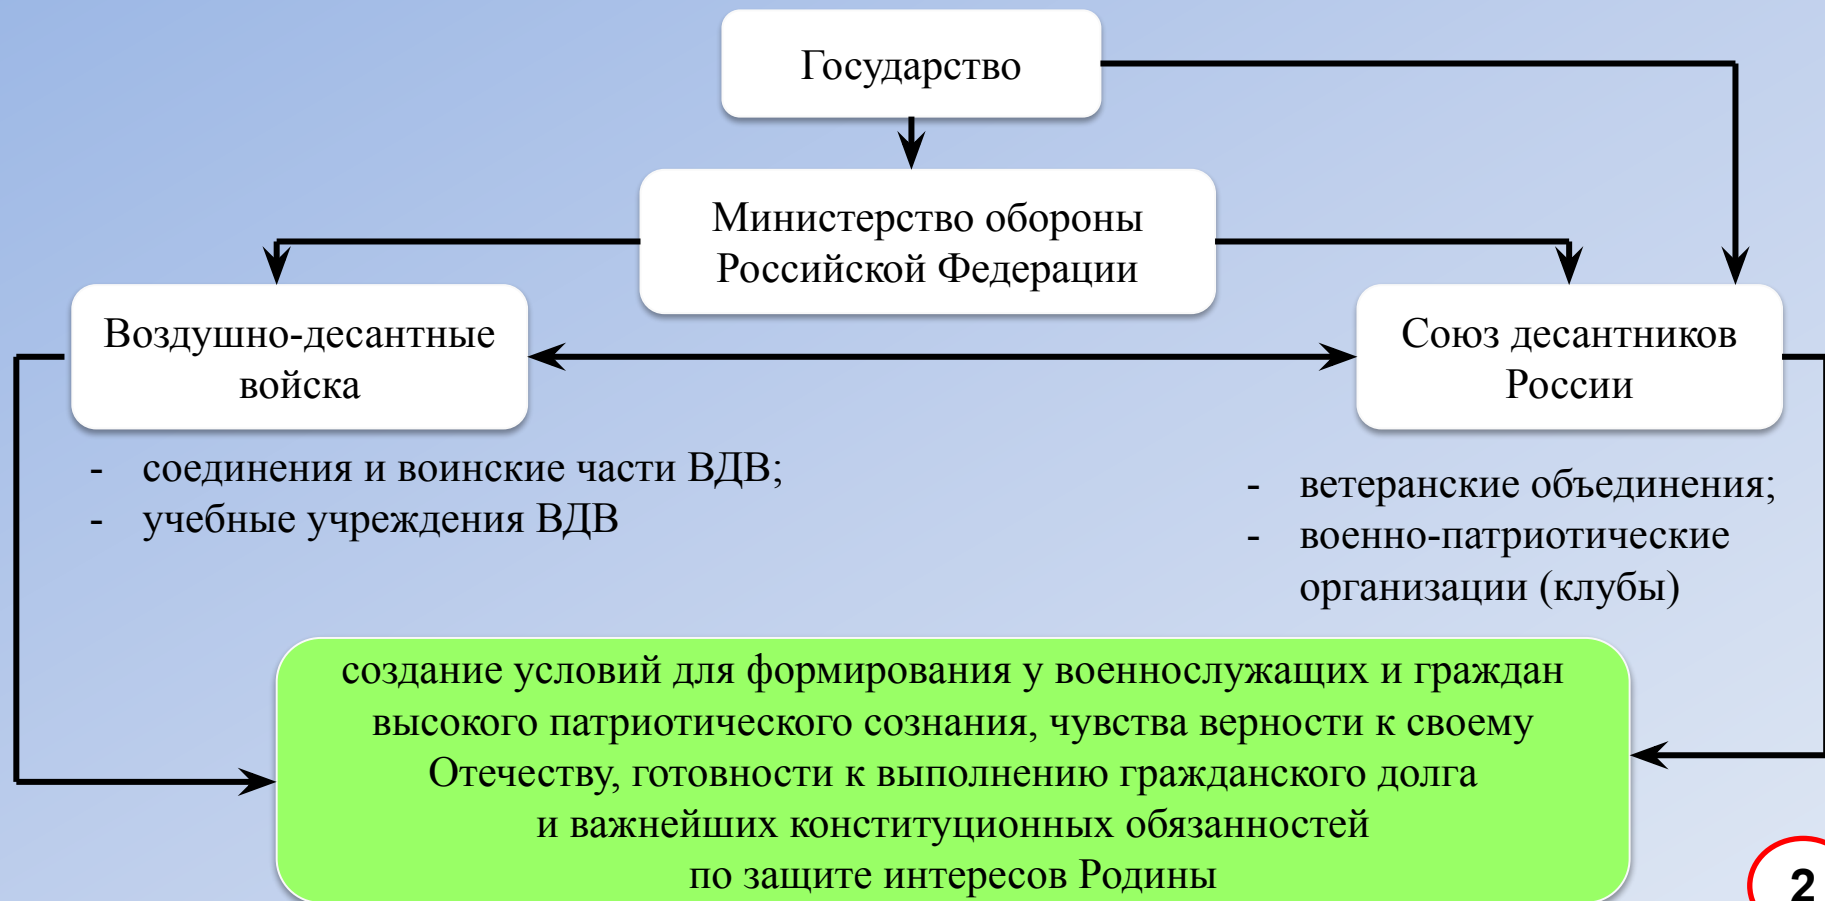 Государство
Министерство обороны
Российской Федерации
Воздушно-десантные
войска
Союз десантников
России
- соединения и воинские части ВДВ;
- учебные учреждения ВДВ
- ветеранские объединения;
- военно-патриотические
организации (клубы)
создание условий для формирования у военнослужащих и граждан
высокого патриотического сознания, чувства верности к своему
Отечеству, готовности к выполнению гражданского долга
и важнейших конституционных обязанностей
по защите интересов Родины
2